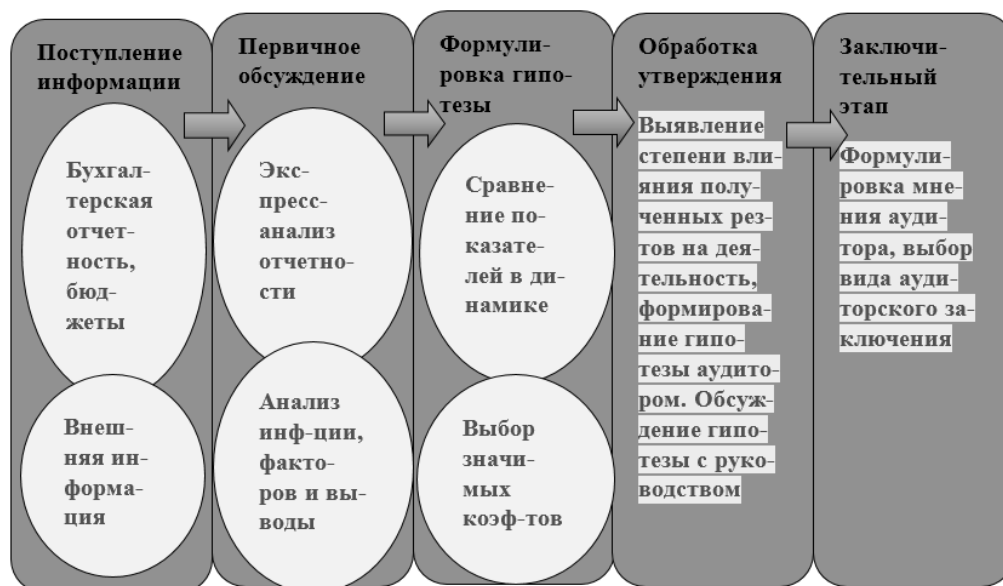 Поступление
информации
Бухгал-
терская
отчет-
ность,
бюд-
жеты
Внеш-
няя ин-
форма-
ция
Первичное
обсуждение
Экс-
пресс-
анализ
отчетно-
сти
Анализ
инф-ции,
факто-
ров и вы-
воды
Формули-
ровка гипо-
тезы
Сравне-
ние по-
казате-
лей в ди-
намике
Выбор
значи-
мых
коэф-тов
Обработка
утверждения
Выявление
степени вли-
яния полу-
ченных рез-
тов на дея-
тельность,
формирова-
ние гипо-
тезы аудито-
ром. Обсуж-
дение гипо-
тезы с руко-
водством
Заключи-
тельный
этап
Формули-
ровка мне-
ния ауди-
тора, выбор
вида ауди-
торского за-
ключения